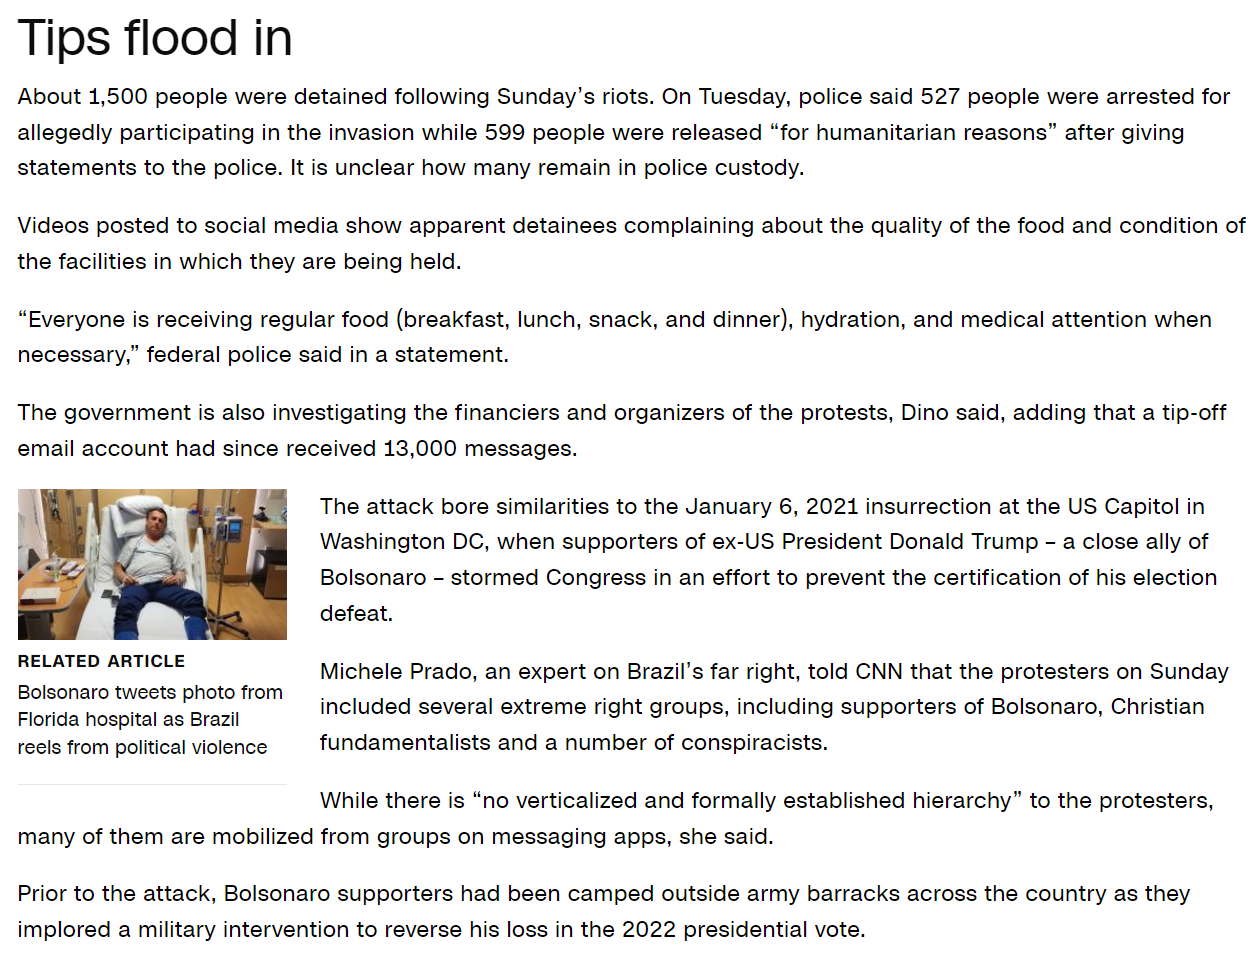 Tips flood in
About 1,500 people were detained following Sunday’s riots. On Tuesday, police said 527 people were arrested for
allegedly participating in the invasion while 599 people were released “for humanitarian reasons” after giving
statements to the police. It is unclear how many remain in police custody.
Videos posted to social media show apparent detainees complaining about the quality of the food and condition of
the facilities in which they are being held.
“Everyone is receiving regular food (breakfast, lunch, snack, and dinner), hydration, and medical attention when
necessary,” federal police said in a statement.
The government is also investigating the financiers and organizers of the protests, Dino said, adding that a tip-off
email account had since received 13,000 messages.
RELATED ARTICLE
Bolsonaro tweets photo from
Florida hospital as Brazil
reels from political violence
The attack bore similarities to the January 6, 2021 insurrection at the US Capitol in
Washington DC, when supporters of ex-US President Donald Trump – a close ally of
Bolsonaro – stormed Congress in an effort to prevent the certification of his election
defeat.
Michele Prado, an expert on Brazil’s far right, told CNN that the protesters on Sunday
included several extreme right groups, including supporters of Bolsonaro, Christian
fundamentalists and a number of conspiracists.
While there is “no verticalized and formally established hierarchy” to the protesters,
many of them are mobilized from groups on messaging apps, she said.
Prior to the attack, Bolsonaro supporters had been camped outside army barracks across the country as they
implored a military intervention to reverse his loss in the 2022 presidential vote.